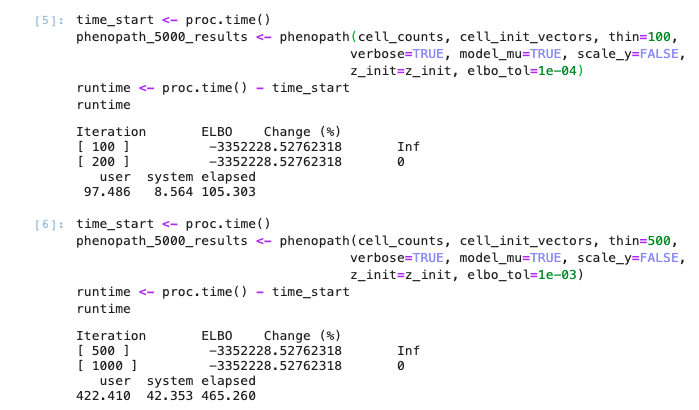 [5]: time_start <- proc.time()
phenopath_5000_results <- phenopath(cell_counts, cell_init_vectors, thin=100,
verbose=TRUE, model_mu=TRUE, scale_y=FALSE,
z_init=z_init, elbo_tol=1e-04)
runtime <- proc.time() - time_start
runtime
Iteration ELBO Change (%)
[ 100 ] -3352228.52762318 Inf
[ 200 ] -3352228.52762318 0
user system elapsed
97.486 8.564 105.303
[6]: time_start <- proc.time()
phenopath_5000_results <- phenopath(cell_counts, cell_init_vectors, thin=500,
verbose=TRUE, model_mu=TRUE, scale_y=FALSE,
z_init=z_init, elbo_tol=1e-03)
runtime <- proc.time() - time_start
runtime
Iteration ELBO Change (%)
[ 500 ] -3352228.52762318 Inf
[ 1000 ] -3352228.52762318 0
user system elapsed
422.410 42.353 465.260